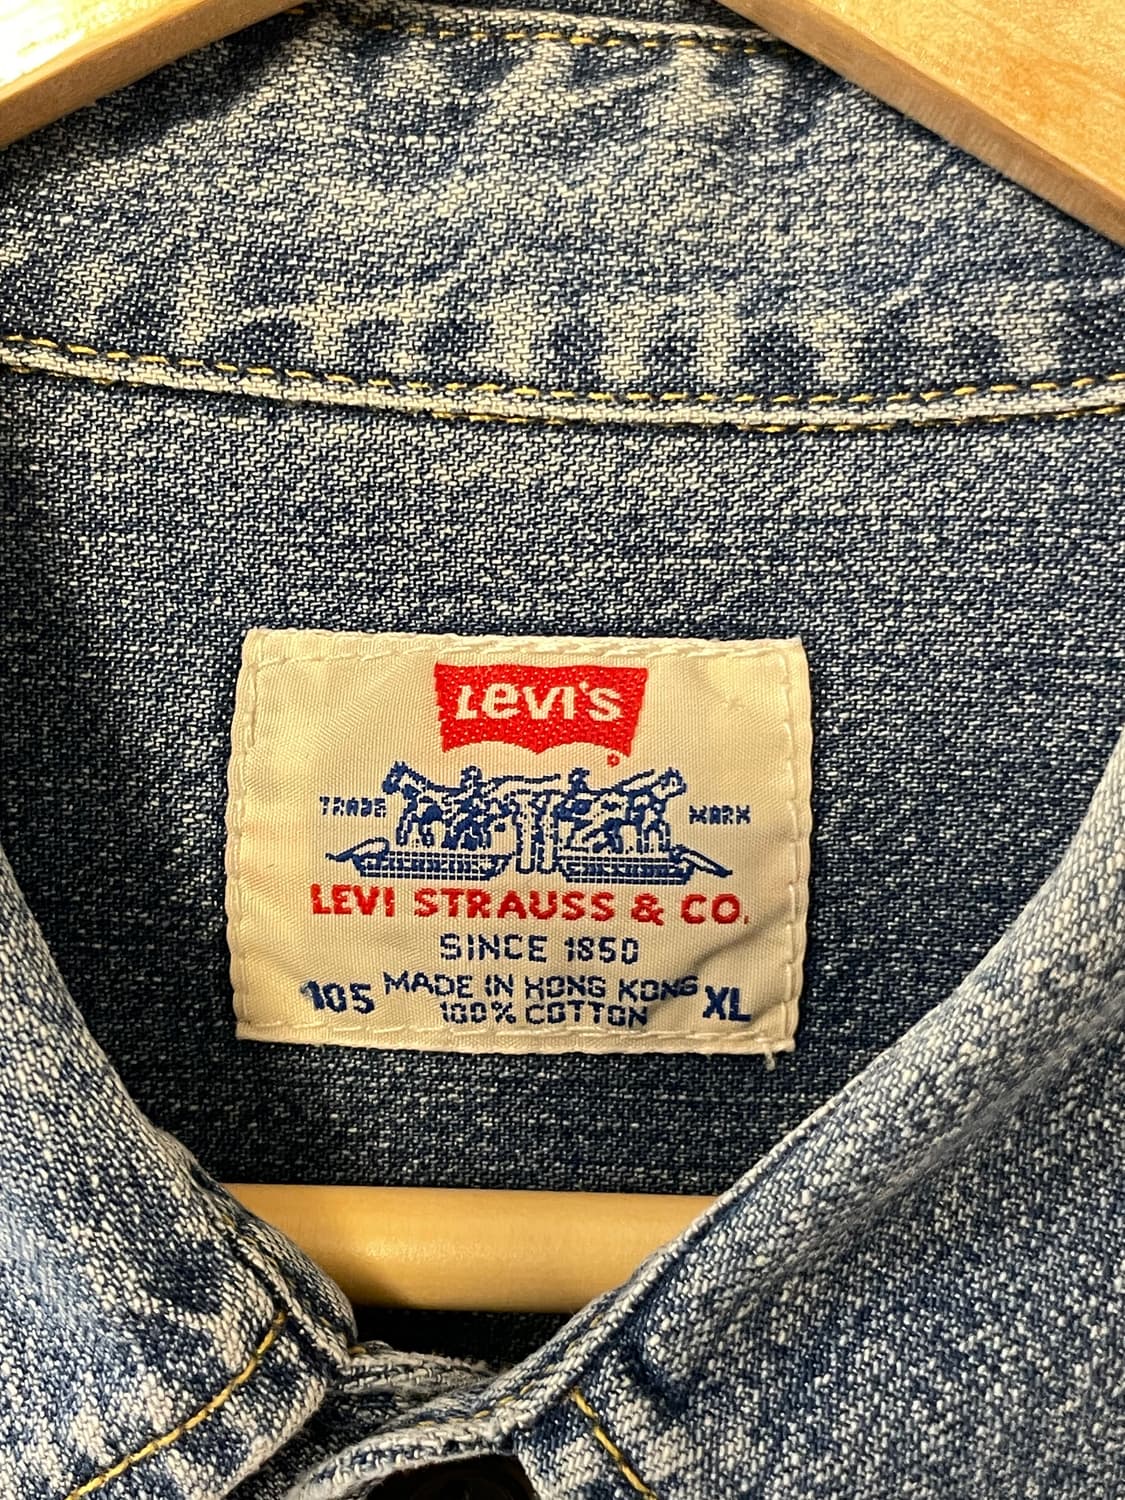 Levi's
TRADE MARK
LEVI STRAUSS & CO.
SINCE 1850
105 MADE IN HONG KONG XL
100% COTTON